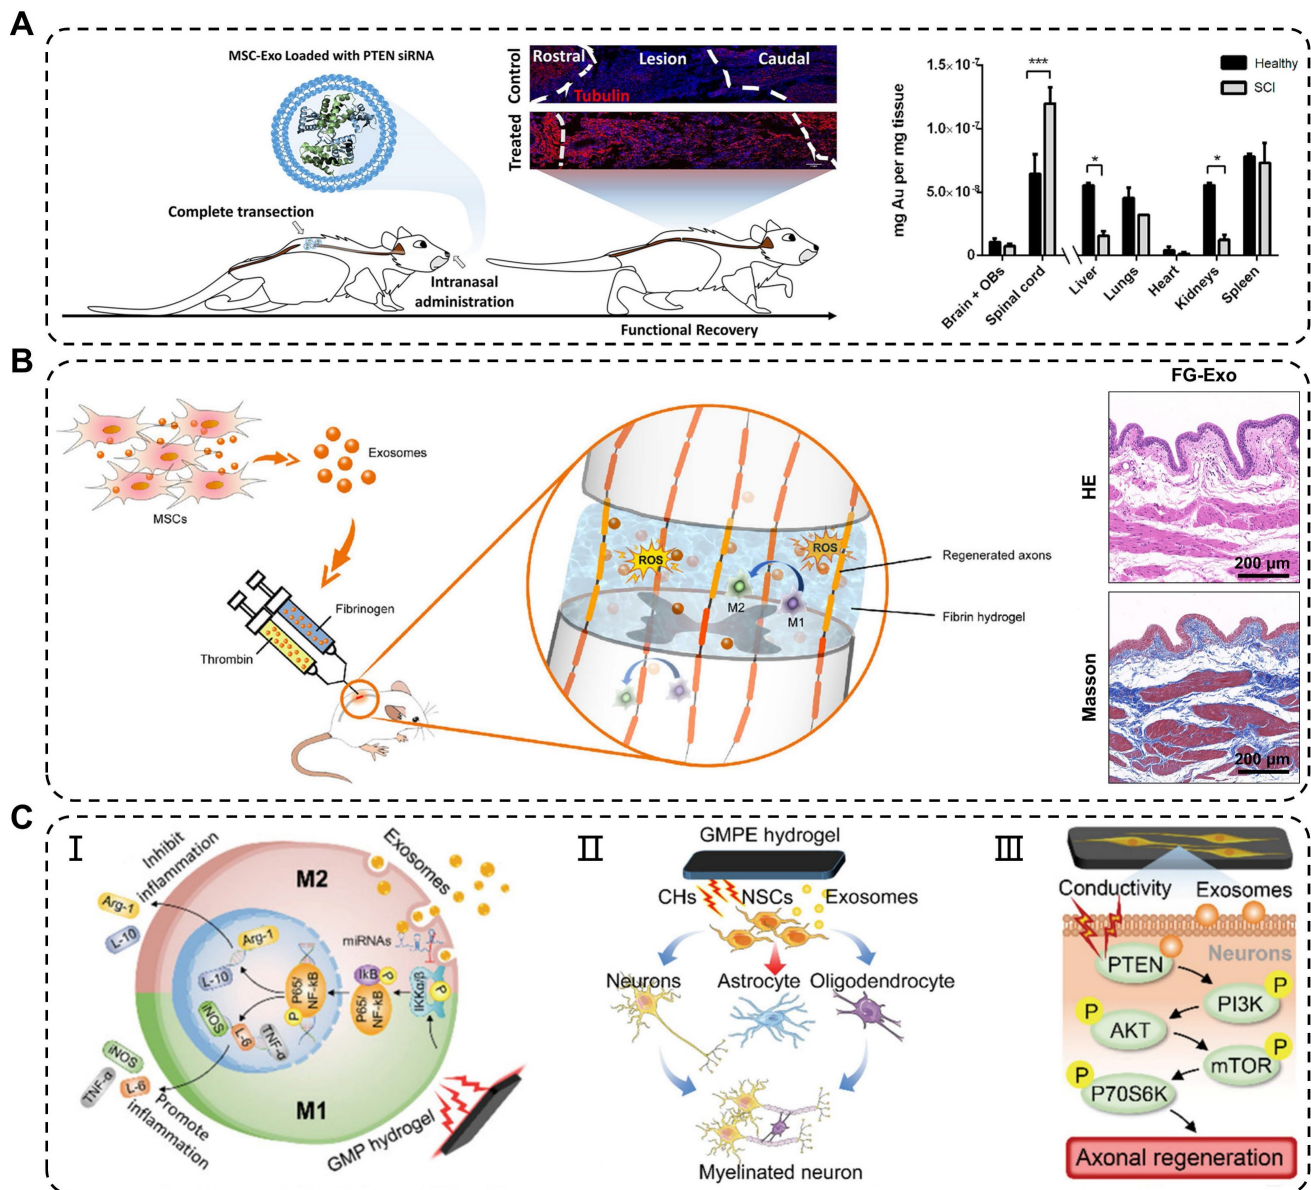 A
MSC-Exo Loaded with PTEN siRNA
Complete transection
Intranasal
administration
Functional Recovery
Control
Treated
Rostral
Lesion
Caudal
Tubulin
mg Au per mg tissue
1.5×10⁻⁷
1.0×10⁻⁷
5.0×10⁻⁸
0
***
*
*
Healthy
SCI
Brain + OBs
Spinal cord
Liver
Lungs
Heart
Kidneys
Spleen
B
MSCs
Exosomes
Fibrinogen
Thrombin
ROS
ROS
M2
M1
Regenerated axons
Fibrin hydrogel
FG-Exo
HE
200 μm
Masson
200 μm
C
I
Inhibit
inflammation
Arg-1
L-10
M2
Exosomes
miRNAs
Arg-1
L-10
P65/
NF-kB
P
IkB
P
P65/
NF-kB
IKKα/β
P
iNOS
L-6
TNF-α
iNOS
TNF-α
L-6
Promote
inflammation
M1
GMP hydrogel
II
GMPE hydrogel
CHs
NSCs
Exosomes
Neurons
Astrocyte
Oligodendrocyte
Myelinated neuron
III
Conductivity
Exosomes
Neurons
PTEN
PI3K
P
AKT
P
mTOR
P
P70S6K
P
Axonal regeneration